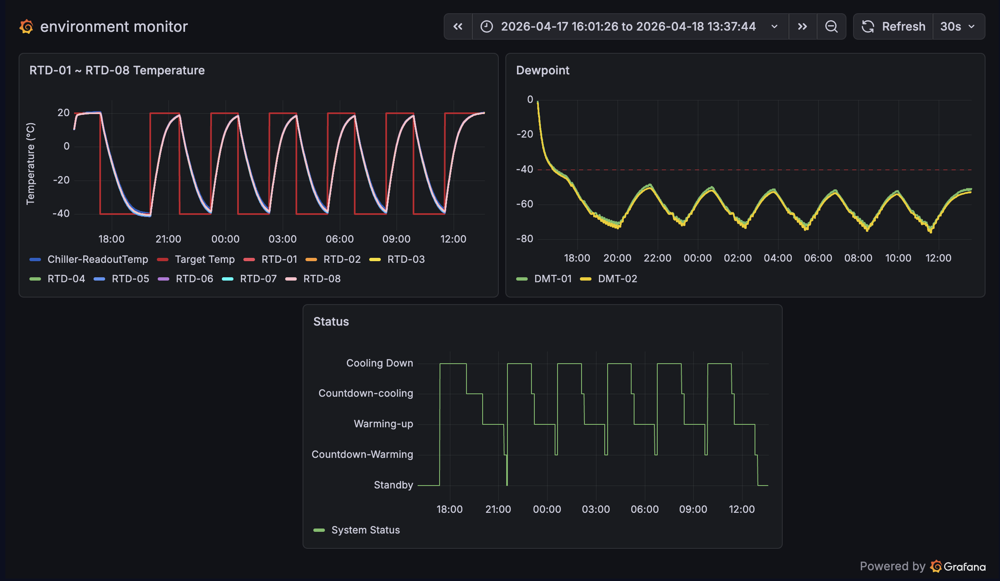 environment monitor
2026-04-17 16:01:26 to 2026-04-18 13:37:44
Refresh
30s
RTD-01 ~ RTD-08 Temperature
Temperature (°C)
20
0
-20
-40
18:00 21:00 00:00 03:00 06:00 09:00 12:00
Chiller-ReadoutTemp Target Temp RTD-01 RTD-02 RTD-03
RTD-04 RTD-05 RTD-06 RTD-07 RTD-08
Dewpoint
0
-20
-40
-60
-80
18:00 20:00 22:00 00:00 02:00 04:00 06:00 08:00 10:00 12:00
DMT-01 DMT-02
Status
Cooling Down
Countdown-cooling
Warming-up
Countdown-Warming
Standby
18:00 21:00 00:00 03:00 06:00 09:00 12:00
System Status
Powered by Grafana